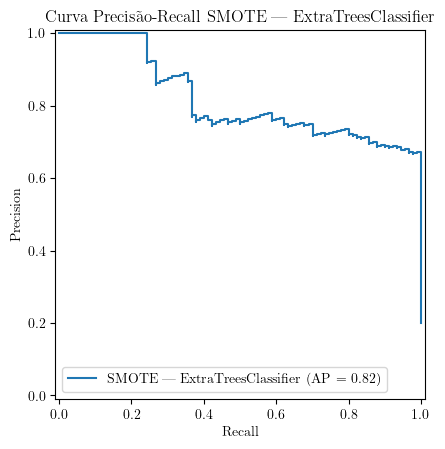 Curva Precisão-Recall SMOTE — ExtraTreesClassifier
1.0
0.8
0.6
0.4
0.2
0.0
Precision
SMOTE — ExtraTreesClassifier (AP = 0.82)
0.0 0.2 0.4 0.6 0.8 1.0
Recall